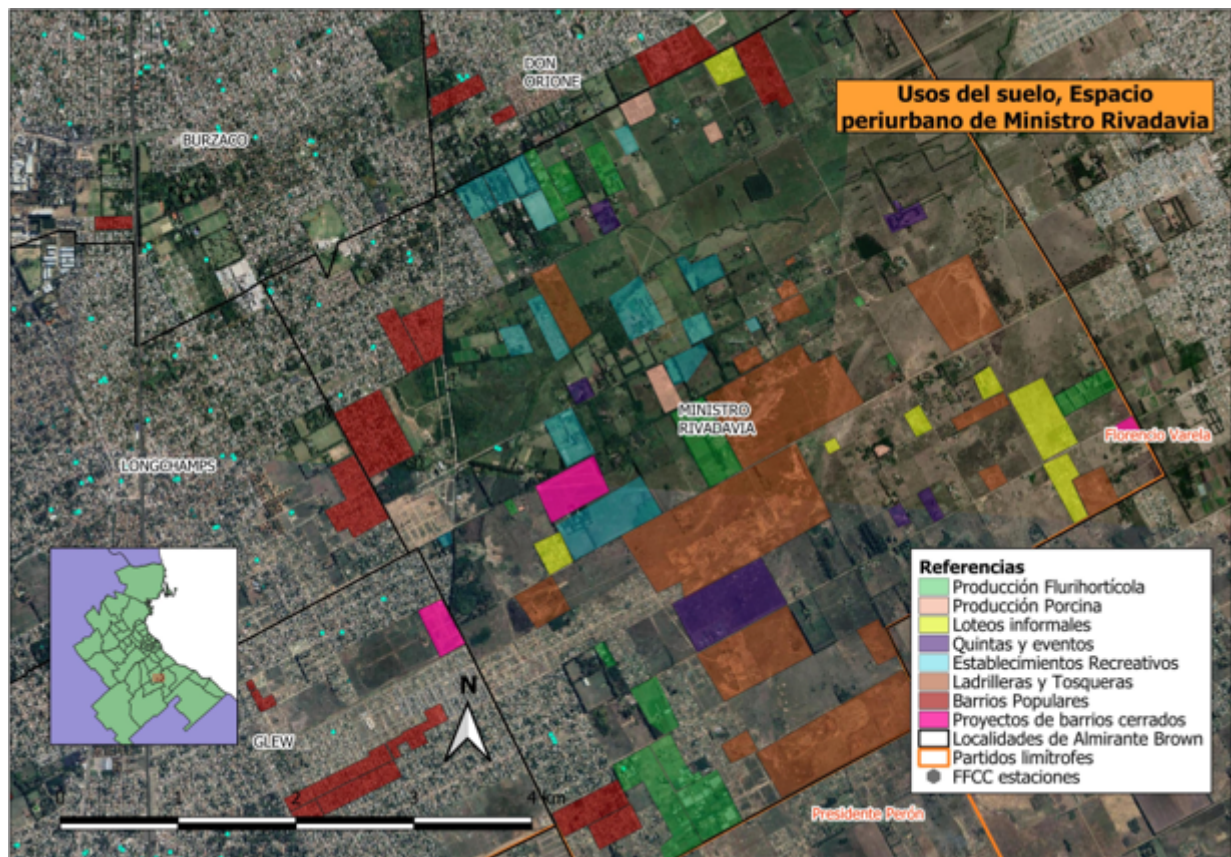 Usos del suelo, Espacio
periurbano de Ministro Rivadavia
DON
ORIONE
BURZACO
MINISTRO
RIVADAVIA
Florencio Varela
LONGCHAMPS
GLEW
N
0 1 2 3 4 km
Presidente Perón
Referencias
Producción Flurihortícola
Producción Porcina
Loteos informales
Quintas y eventos
Establecimientos Recreativos
Ladrilleras y Tosqueras
Barrios Populares
Proyectos de barrios cerrados
Localidades de Almirante Brown
Partidos limítrofes
FFCC estaciones